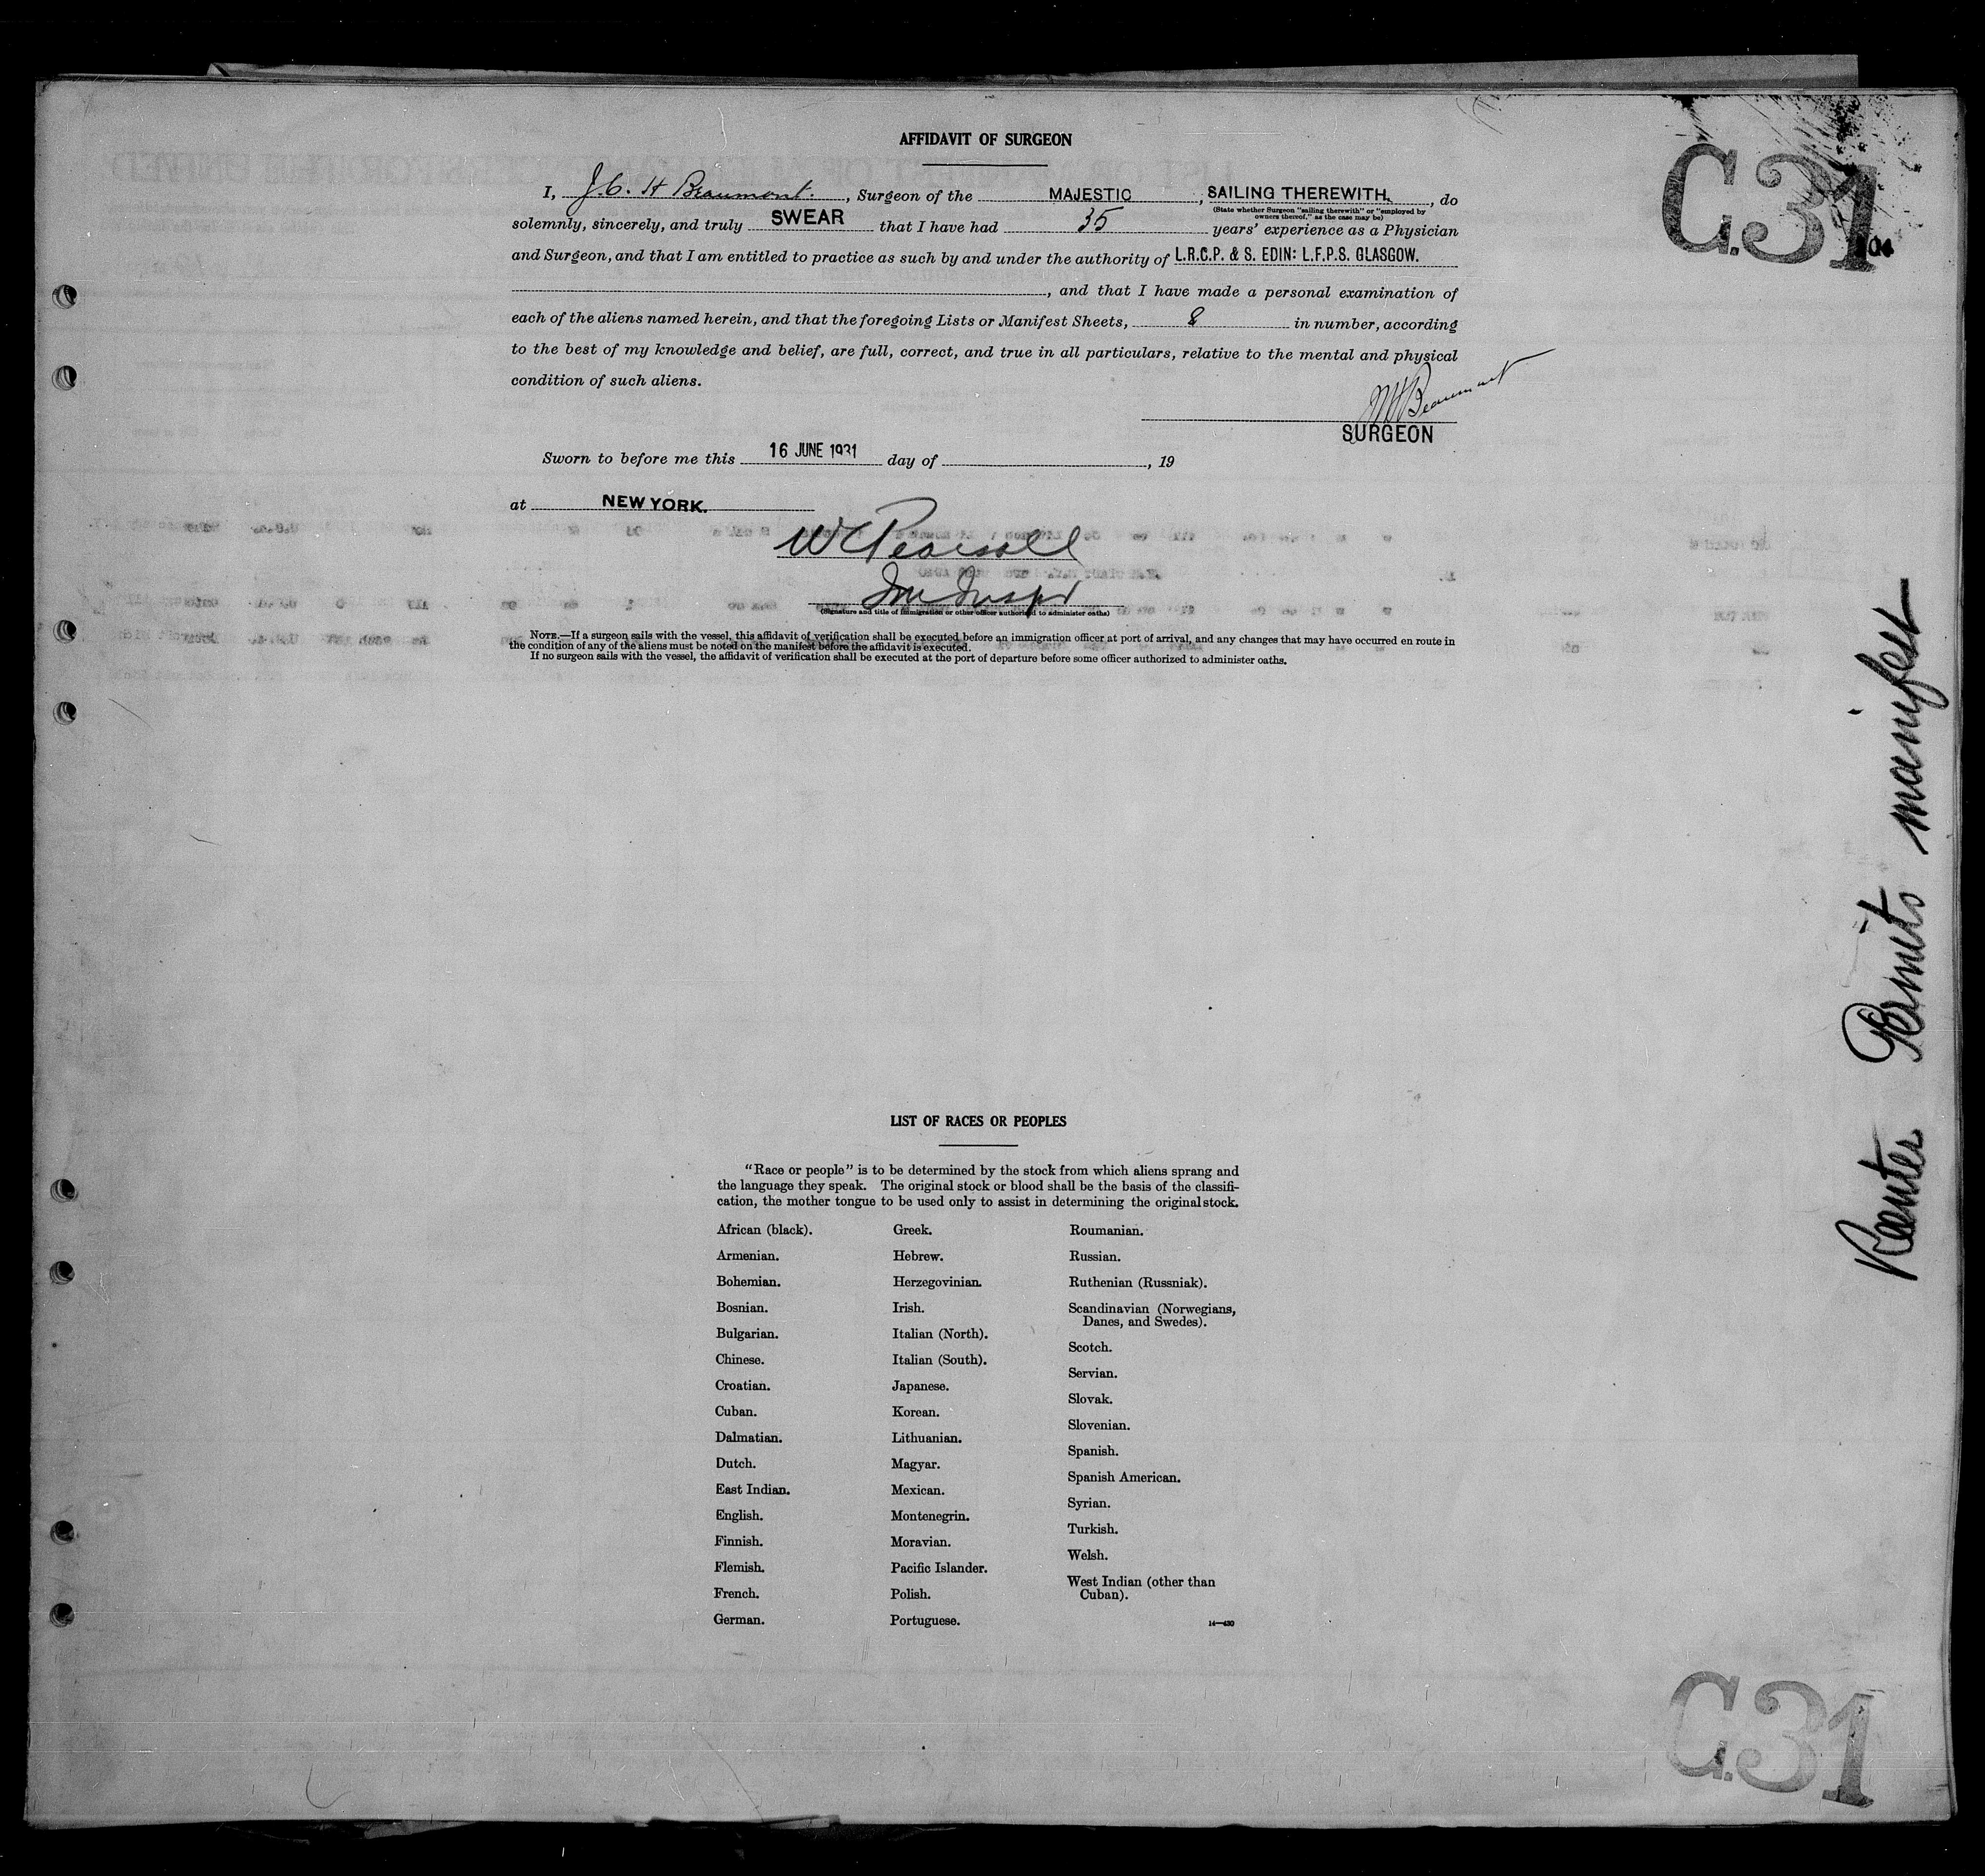 AFFIDAVIT OF SURGEON
I, J. C. H Beaumont. , Surgeon of the MAJESTIC , SAILING THEREWITH. , do
(State whether Surgeon "sailing therewith" or "employed by
owners thereof," as the case may be)
solemnly, sincerely, and truly SWEAR that I have had 35 years' experience as a Physician
and Surgeon, and that I am entitled to practice as such by and under the authority of L.R.C.P. & S. EDIN: L.F.P.S. GLASGOW.
, and that I have made a personal examination of
each of the aliens named herein, and that the foregoing Lists or Manifest Sheets, 8 in number, according
to the best of my knowledge and belief, are full, correct, and true in all particulars, relative to the mental and physical
condition of such aliens.
Beaumont
SURGEON
Sworn to before me this 16 JUNE 1931 day of , 19
at NEW YORK.
W C Pearsall
Imm Inspr
(Signature and title of immigration or other officer authorized to administer oaths)
NOTE.—If a surgeon sails with the vessel, this affidavit of verification shall be executed before an immigration officer at port of arrival, and any changes that may have occurred en route in
the condition of any of the aliens must be noted on the manifest before the affidavit is executed.
If no surgeon sails with the vessel, the affidavit of verification shall be executed at the port of departure before some officer authorized to administer oaths.
C.31
Reenter Permits manifest
LIST OF RACES OR PEOPLES
"Race or people" is to be determined by the stock from which aliens sprang and
the language they speak. The original stock or blood shall be the basis of the classifi-
cation, the mother tongue to be used only to assist in determining the original stock.
African (black).
Armenian.
Bohemian.
Bosnian.
Bulgarian.
Chinese.
Croatian.
Cuban.
Dalmatian.
Dutch.
East Indian.
English.
Finnish.
Flemish.
French.
German.
Greek.
Hebrew.
Herzegovinian.
Irish.
Italian (North).
Italian (South).
Japanese.
Korean.
Lithuanian.
Magyar.
Mexican.
Montenegrin.
Moravian.
Pacific Islander.
Polish.
Portuguese.
Roumanian.
Russian.
Ruthenian (Russniak).
Scandinavian (Norwegians,
Danes, and Swedes).
Scotch.
Servian.
Slovak.
Slovenian.
Spanish.
Spanish American.
Syrian.
Turkish.
Welsh.
West Indian (other than
Cuban).
14—430
C.31